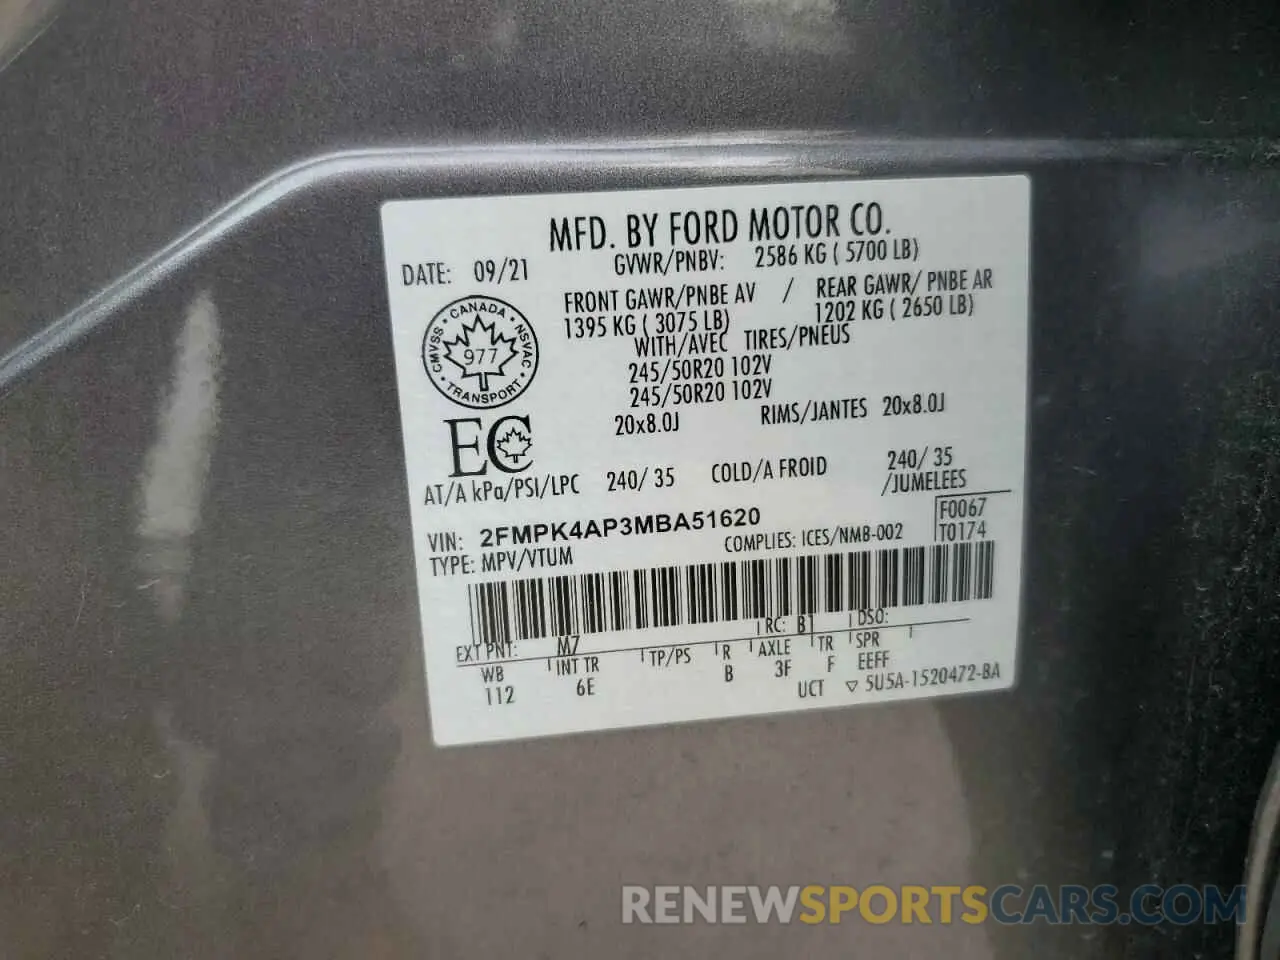 MFD. BY FORD MOTOR CO.
DATE: 09/21
GVWR/PNBV: 2586 KG ( 5700 LB)
FRONT GAWR/PNBE AV / REAR GAWR/ PNBE AR
1395 KG ( 3075 LB) 1202 KG ( 2650 LB)
WITH/AVEC TIRES/PNEUS
245/50R20 102V
245/50R20 102V
20x8.0J RIMS/JANTES 20x8.0J
CANADA
CMVSS 977 NSVAC
TRANSPORT
EC
AT/A kPa/PSI/LPC 240/ 35 COLD/A FROID 240/ 35
/JUMELEES
VIN: 2FMPK4AP3MBA51620
F0067
TYPE: MPV/VTUM COMPLIES: ICES/NMB-002 T0174
EXT PNT: M7 RC: B1 DSO:
WB INT TR TP/PS R AXLE TR SPR
112 6E B 3F F EEFF
UCT ▽ 5U5A-1520472-BA
RENEWSPORTSCARS.COM